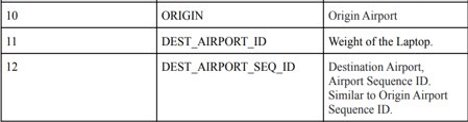 10 ORIGIN Origin Airport
11 DEST_AIRPORT_ID Weight of the Laptop.
12 DEST_AIRPORT_SEQ_ID Destination Airport,
Airport Sequence ID.
Similar to Origin Airport
Sequence ID.